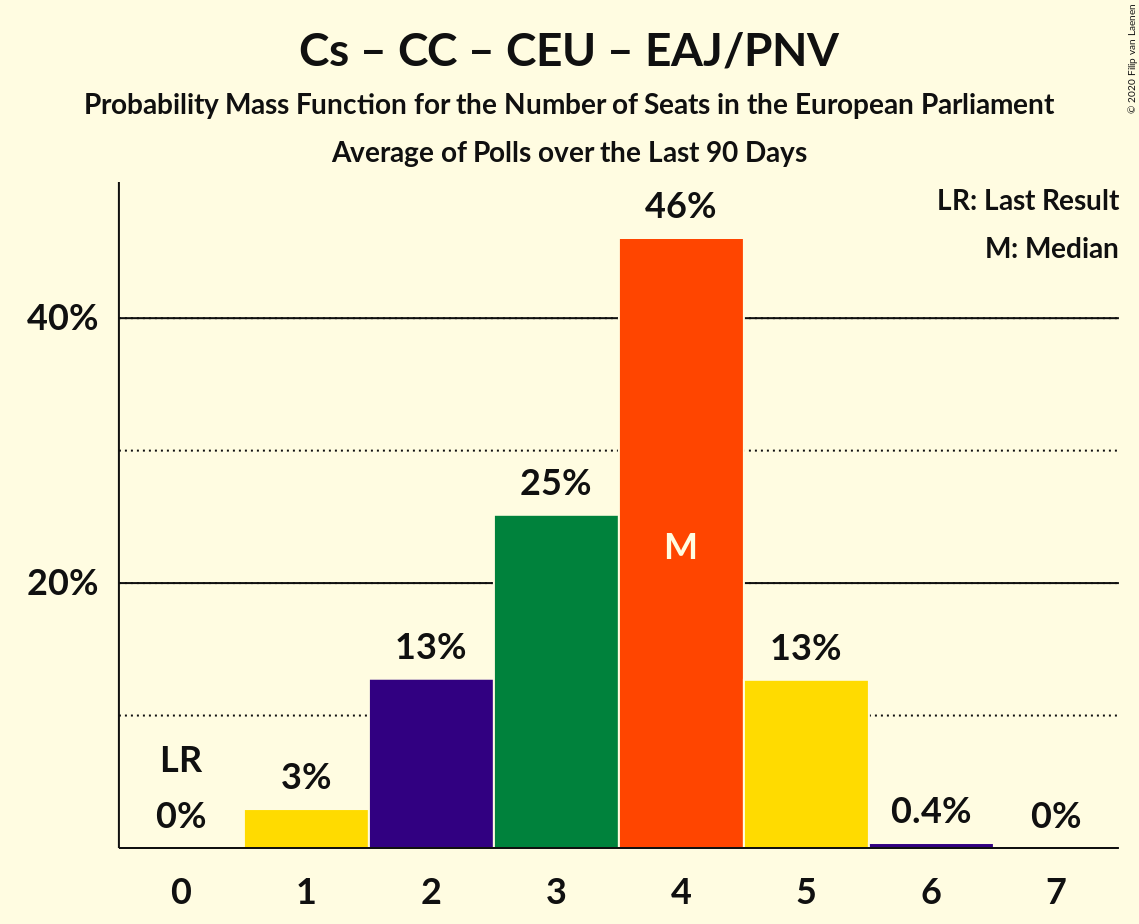 Cs – CC – CEU – EAJ/PNV
Probability Mass Function for the Number of Seats in the European Parliament
Average of Polls over the Last 90 Days
© 2020 Filip van Laenen
LR: Last Result
M: Median
46%
40%
25%
M
20%
13%
13%
LR
3%
0%
0.4%
0%
0 1 2 3 4 5 6 7